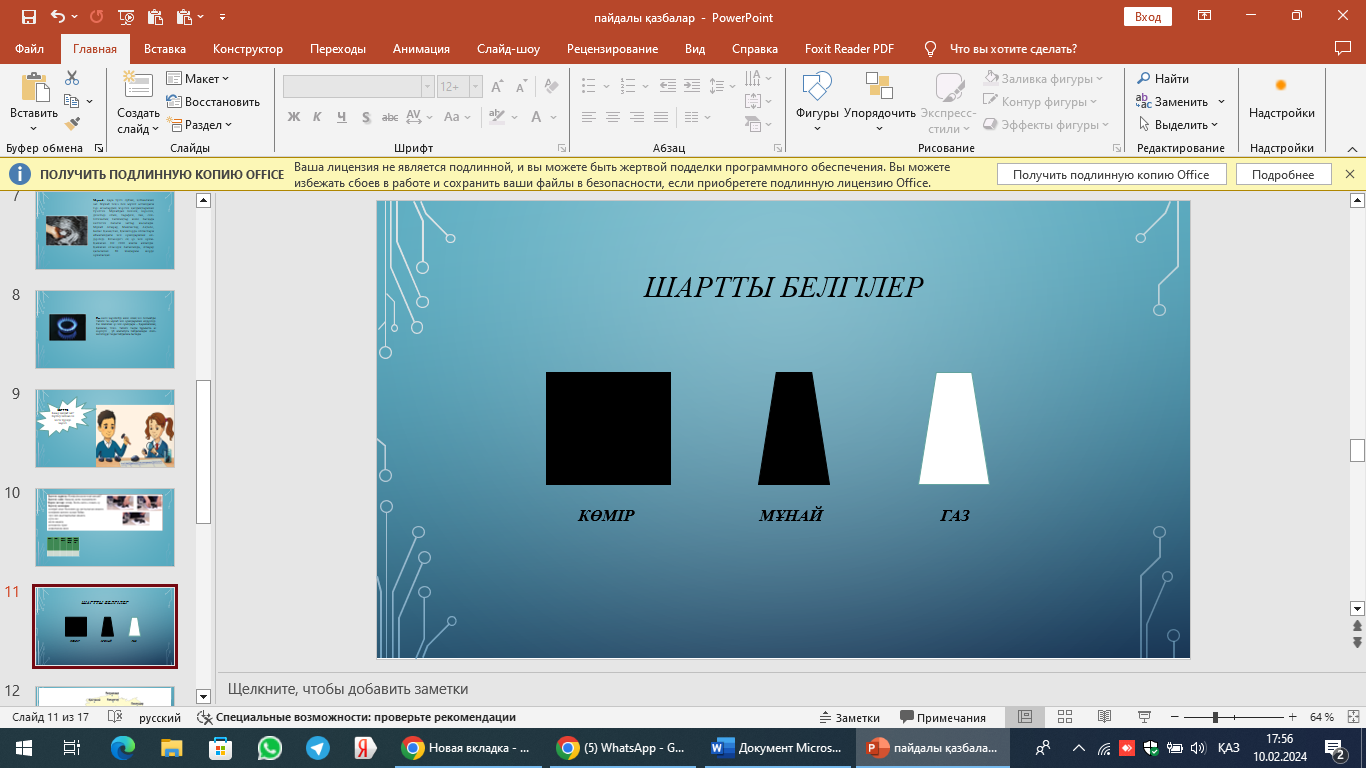 пайдалы қазбалар - PowerPoint
Вход
Файл Главная Вставка Конструктор Переходы Анимация Слайд-шоу Рецензирование Вид Справка Foxit Reader PDF Что вы хотите сделать?
Вставить
Создать слайд
Макет
Восстановить
Раздел
12+
Ж К Ч S abc AV Aa A
Фигуры
Упорядочить
Экспресс-стили
Заливка фигуры
Контур фигуры
Эффекты фигуры
Найти
Заменить
Выделить
Надстройки
Буфер обмена Слайды Шрифт Абзац Рисование Редактирование Надстройки
ПОЛУЧИТЬ ПОДЛИННУЮ КОПИЮ OFFICE
Ваша лицензия не является подлинной, и вы можете быть жертвой подделки программного обеспечения. Вы можете
избежать сбоев в работе и сохранить ваши файлы в безопасности, если приобретете подлинную лицензию Office.
Получить подлинную копию Office
Подробнее
7
8
9
10
11
12
ШАРТТЫ БЕЛГІЛЕР
КӨМІР МҰНАЙ ГАЗ
Щелкните, чтобы добавить заметки
Слайд 11 из 17 русский Специальные возможности: проверьте рекомендации Заметки Примечания 64 %
Новая вкладка - ...
(5) WhatsApp - G...
Документ Micros...
пайдалы қазбала...
ҚАЗ
17:56
10.02.2024
2